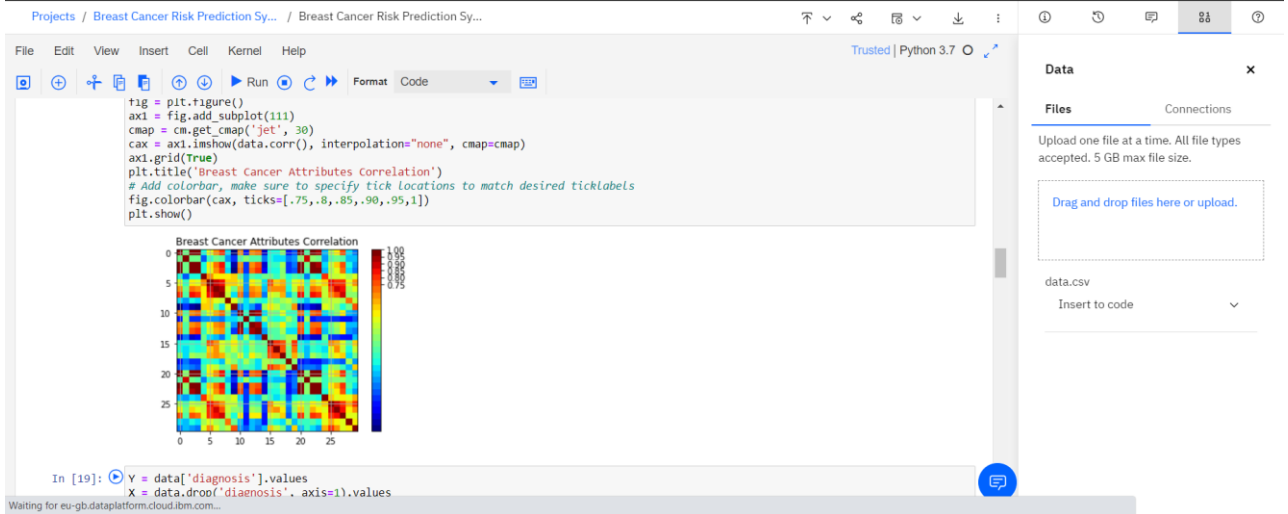 Projects / Breast Cancer Risk Prediction Sy... / Breast Cancer Risk Prediction Sy...
File Edit View Insert Cell Kernel Help
Trusted | Python 3.7
Run Format Code
fig = plt.figure()
ax1 = fig.add_subplot(111)
cmap = cm.get_cmap('jet', 30)
cax = ax1.imshow(data.corr(), interpolation="none", cmap=cmap)
ax1.grid(True)
plt.title('Breast Cancer Attributes Correlation')
# Add colorbar, make sure to specify tick locations to match desired ticklabels
fig.colorbar(cax, ticks=[.75,.8,.85,.90,.95,1])
plt.show()
Breast Cancer Attributes Correlation
0
5
10
15
20
25
0 5 10 15 20 25
1.00
0.95
0.90
0.85
0.80
0.75
In [19]: Y = data['diagnosis'].values
X = data.drop('diagnosis', axis=1).values
Waiting for eu-gb.dataplatform.cloud.ibm.com...
Data
Files Connections
Upload one file at a time. All file types
accepted. 5 GB max file size.
Drag and drop files here or upload.
data.csv
Insert to code